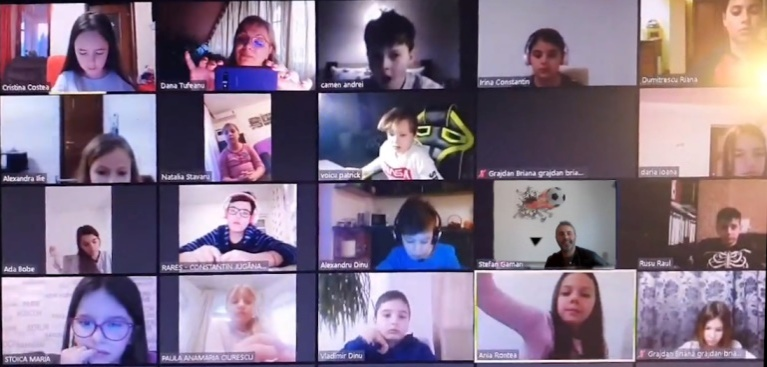 Cristina Costea
Dana Tufeanu
camen andrei
Irina Constantin
Dumitrescu Riana
Alexandra Ilie
Natalia Stavaru
voicu patrick
Grajdan Briana grajdan bria...
daria ioana
Ada Bobe
RARES - CONSTANTIN JUGĂNA...
Alexandru Dinu
Stefan Gaman
Rusu Raul
STOICA MARIA
PAULA ANAMARIA CIURESCU
Vladimir Dinu
Ania Rontea
Grajdan Briana grajdan bria...